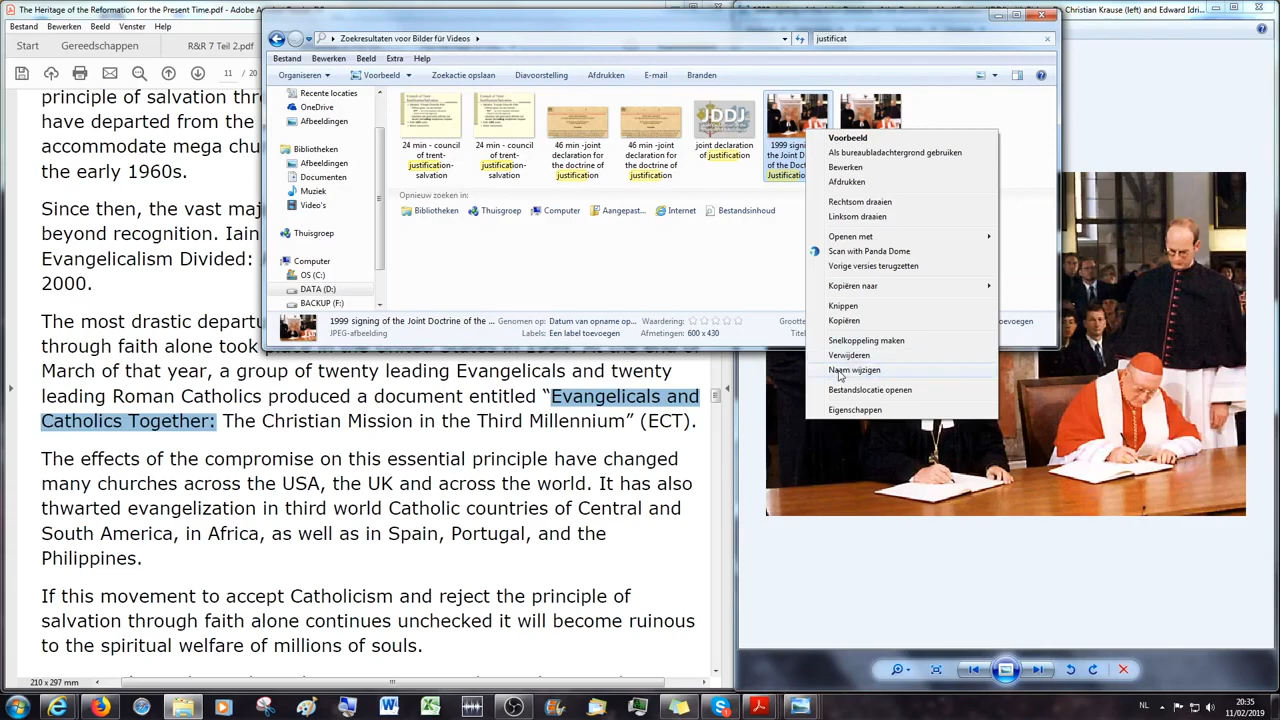 The Heritage of the Reformation for the Present Time.pdf - Adobe
Bestand Bewerken Beeld Venster Help
Start Gereedschappen R&R 7 Teil 2.pdf
11 / 20
principle of salvation
have departed from the
accommodate mega
the early 1960s.
Since then, the vast
beyond recognition. Iain
Evangelicalism Divided:
2000.
The most drastic
through faith alone took
March of that year, a group of twenty leading Evangelicals and twenty
leading Roman Catholics produced a document entitled “Evangelicals and
Catholics Together: The Christian Mission in the Third Millennium” (ECT).
The effects of the compromise on this essential principle have changed
many churches across the USA, the UK and across the world. It has also
thwarted evangelization in third world Catholic countries of Central and
South America, in Africa, as well as in Spain, Portugal, and the
Philippines.
If this movement to accept Catholicism and reject the principle of
salvation through faith alone continues unchecked it will become ruinous
to the spiritual welfare of millions of souls.
210 x 297 mm
Zoekresultaten voor Bilder für Videos
justificat
Bestand Bewerken Beeld Extra Help
Organiseren Voorbeeld Zoekactie opslaan Diavoorstelling Afdrukken E-mail Branden
Recente locaties
OneDrive
Afbeeldingen
Bibliotheken
Afbeeldingen
Documenten
Muziek
Video's
Thuisgroep
Computer
OS (C:)
DATA (D:)
BACKUP (F:)
24 min - council of trent-justification-salvation
24 min - council of trent-justification-salvation
46 min -joint declaration for the doctrine of justification
46 min -joint declaration for the doctrine of justification
JDDJ
joint declaration of justification
Opnieuw zoeken in:
Bibliotheken Thuisgroep Computer Aangepast... Internet Bestandsinhoud
1999 signing of the Joint Doctrine of the ... Genomen op: Datum van opname op... Waardering:
JPEG-afbeelding Labels: Een label toevoegen Afmetingen: 600 x 430
Voorbeeld
Als bureaubladachtergrond gebruiken
Bewerken
Afdrukken
Rechtsom draaien
Linksom draaien
Openen met
Scan with Panda Dome
Vorige versies terugzetten
Kopiëren naar
Knippen
Kopiëren
Snelkoppeling maken
Verwijderen
Naam wijzigen
Bestandslocatie openen
Eigenschappen
NL
20:35
11/02/2019